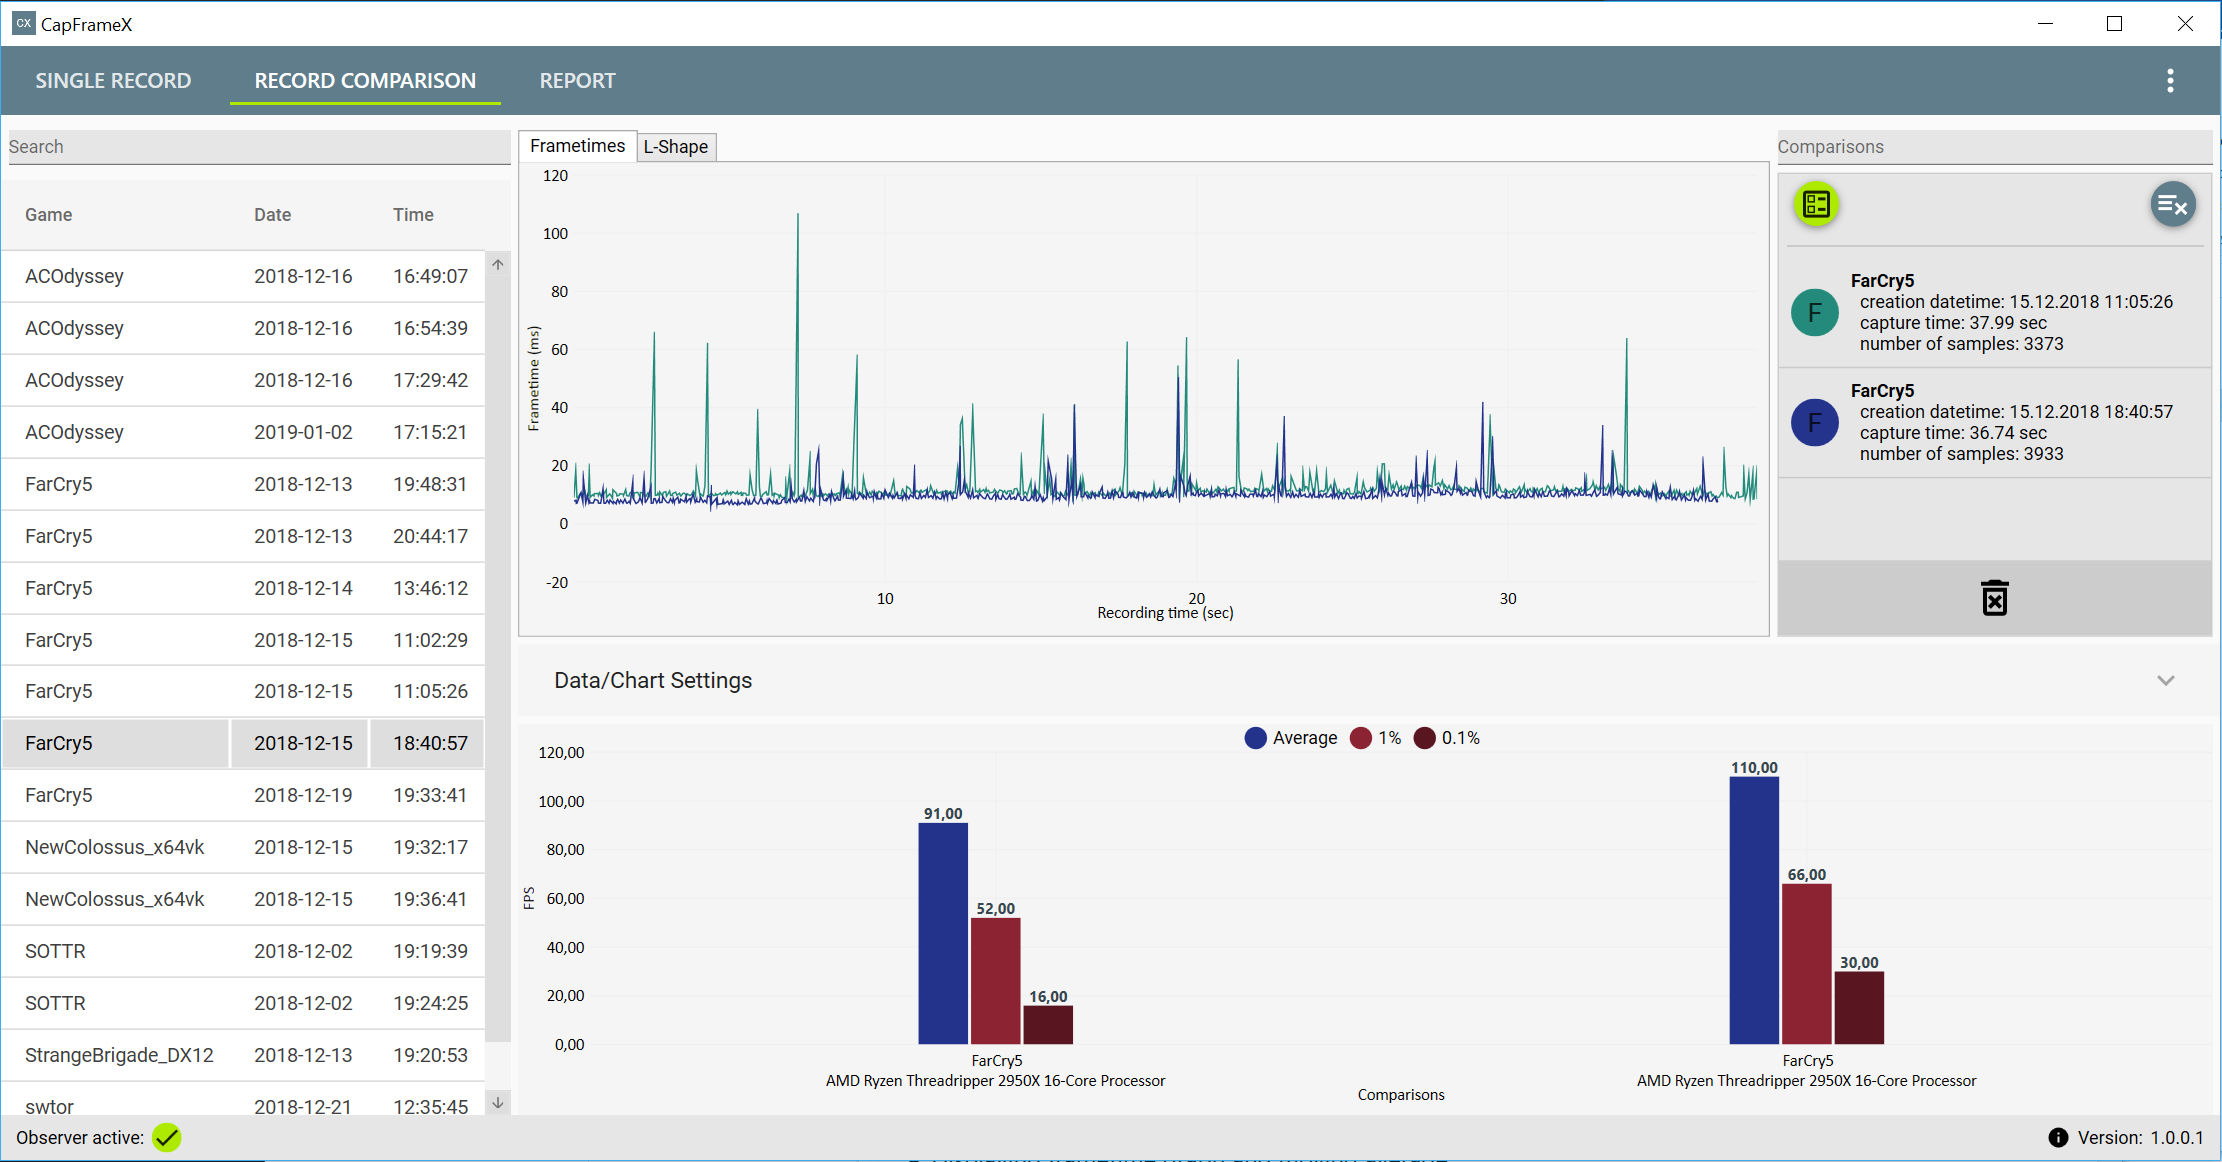 CX CapFrameX
SINGLE RECORD RECORD COMPARISON REPORT
Search
Game Date Time
ACOdyssey 2018-12-16 16:49:07
ACOdyssey 2018-12-16 16:54:39
ACOdyssey 2018-12-16 17:29:42
ACOdyssey 2019-01-02 17:15:21
FarCry5 2018-12-13 19:48:31
FarCry5 2018-12-13 20:44:17
FarCry5 2018-12-14 13:46:12
FarCry5 2018-12-15 11:02:29
FarCry5 2018-12-15 11:05:26
FarCry5 2018-12-15 18:40:57
FarCry5 2018-12-19 19:33:41
NewColossus_x64vk 2018-12-15 19:32:17
NewColossus_x64vk 2018-12-15 19:36:41
SOTTR 2018-12-02 19:19:39
SOTTR 2018-12-02 19:24:25
StrangeBrigade_DX12 2018-12-13 19:20:53
swtor 2018-12-21 12:35:45
Frametimes L-Shape
120
100
80
60
40
20
0
-20
Frametime (ms)
10 20 30
Recording time (sec)
Comparisons
F
FarCry5
creation datetime: 15.12.2018 11:05:26
capture time: 37.99 sec
number of samples: 3373
F
FarCry5
creation datetime: 15.12.2018 18:40:57
capture time: 36.74 sec
number of samples: 3933
Data/Chart Settings
Average 1% 0.1%
120,00
100,00
80,00
60,00
40,00
20,00
0,00
FPS
91,00
52,00
16,00
110,00
66,00
30,00
FarCry5
AMD Ryzen Threadripper 2950X 16-Core Processor
FarCry5
AMD Ryzen Threadripper 2950X 16-Core Processor
Comparisons
Observer active:
Version: 1.0.0.1